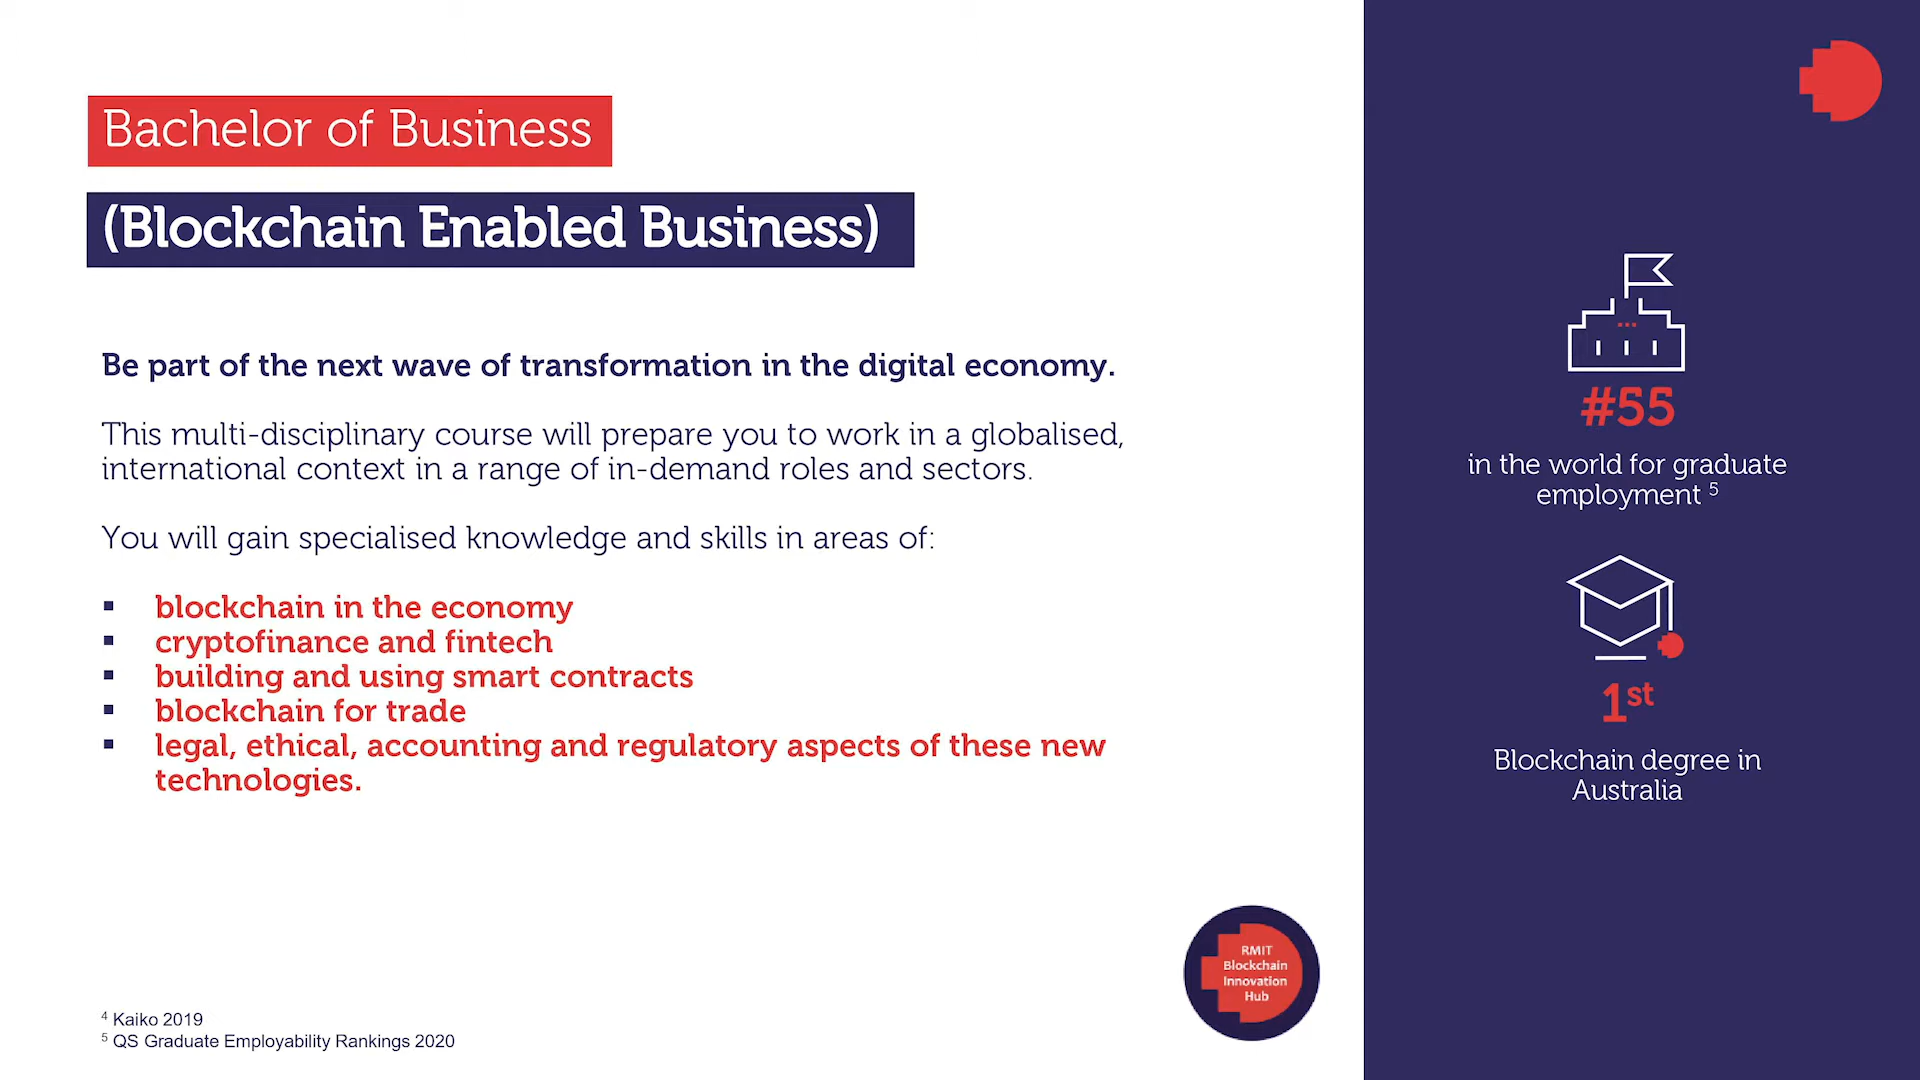 Bachelor of Business
(Blockchain Enabled Business)
Be part of the next wave of transformation in the digital economy.
This multi-disciplinary course will prepare you to work in a globalised,
international context in a range of in-demand roles and sectors.
You will gain specialised knowledge and skills in areas of:
▪ blockchain in the economy
▪ cryptofinance and fintech
▪ building and using smart contracts
▪ blockchain for trade
▪ legal, ethical, accounting and regulatory aspects of these new
technologies.
4 Kaiko 2019
5 QS Graduate Employability Rankings 2020
RMIT
Blockchain
Innovation
Hub
#55
in the world for graduate
employment 5
1st
Blockchain degree in
Australia